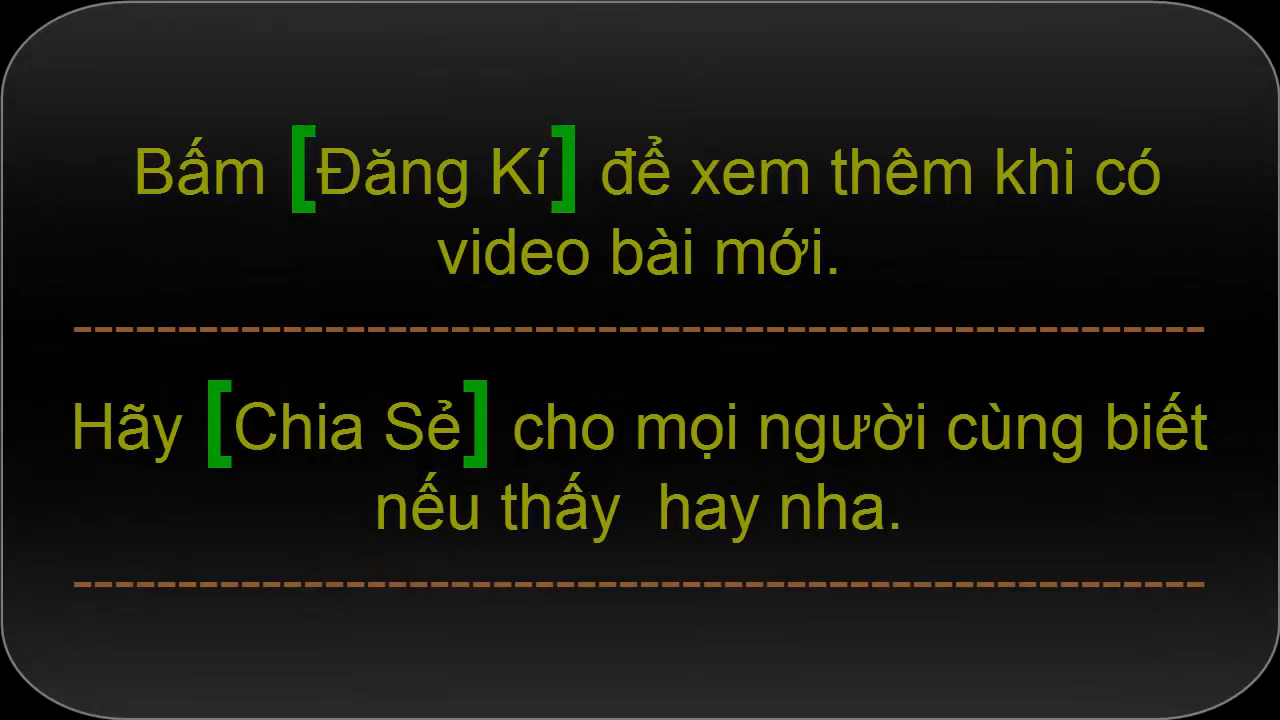 Bấm [Đăng Kí] để xem thêm khi có
video bài mới.
------------------------------------------------------
Hãy [Chia Sẻ] cho mọi người cùng biết
nếu thấy  hay nha.
------------------------------------------------------